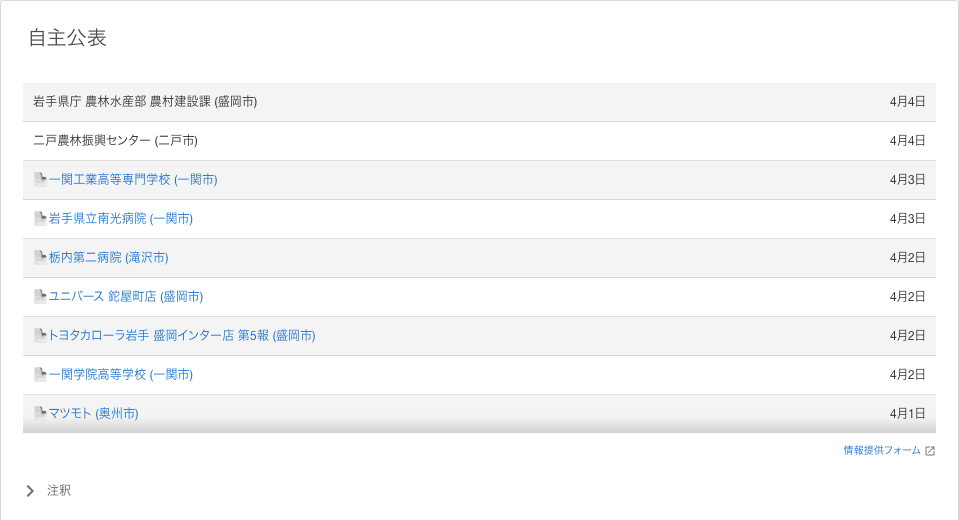 自主公表
岩手県庁 農林水産部 農村建設課 (盛岡市) 4月4日
二戸農林振興センター (二戸市) 4月4日
一関工業高等専門学校 (一関市) 4月3日
岩手県立南光病院 (一関市) 4月3日
栃内第二病院 (滝沢市) 4月2日
ユニバース 鉈屋町店 (盛岡市) 4月2日
トヨタカローラ岩手 盛岡インター店 第5報 (盛岡市) 4月2日
一関学院高等学校 (一関市) 4月2日
マツモト (奥州市) 4月1日
情報提供フォーム
注釈